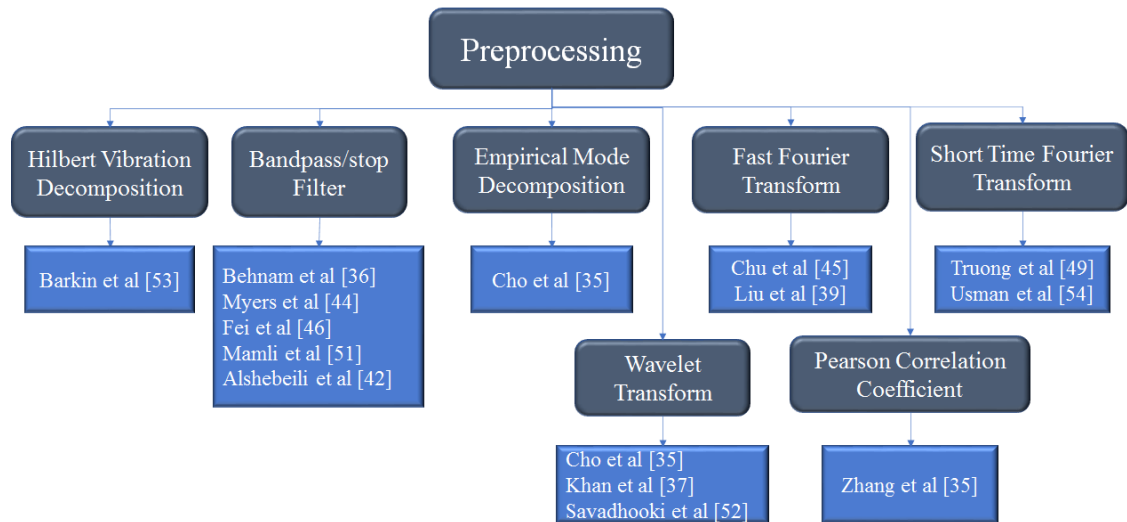 Preprocessing
Hilbert Vibration
Decomposition
Bandpass/stop
Filter
Empirical Mode
Decomposition
Fast Fourier
Transform
Short Time Fourier
Transform
Barkin et al [53]
Behnam et al [36]
Myers et al [44]
Fei et al [46]
Mamli et al [51]
Alshebeili et al [42]
Cho et al [35]
Chu et al [45]
Liu et al [39]
Truong et al [49]
Usman et al [54]
Wavelet
Transform
Pearson Correlation
Coefficient
Cho et al [35]
Khan et al [37]
Savadhooki et al [52]
Zhang et al [35]